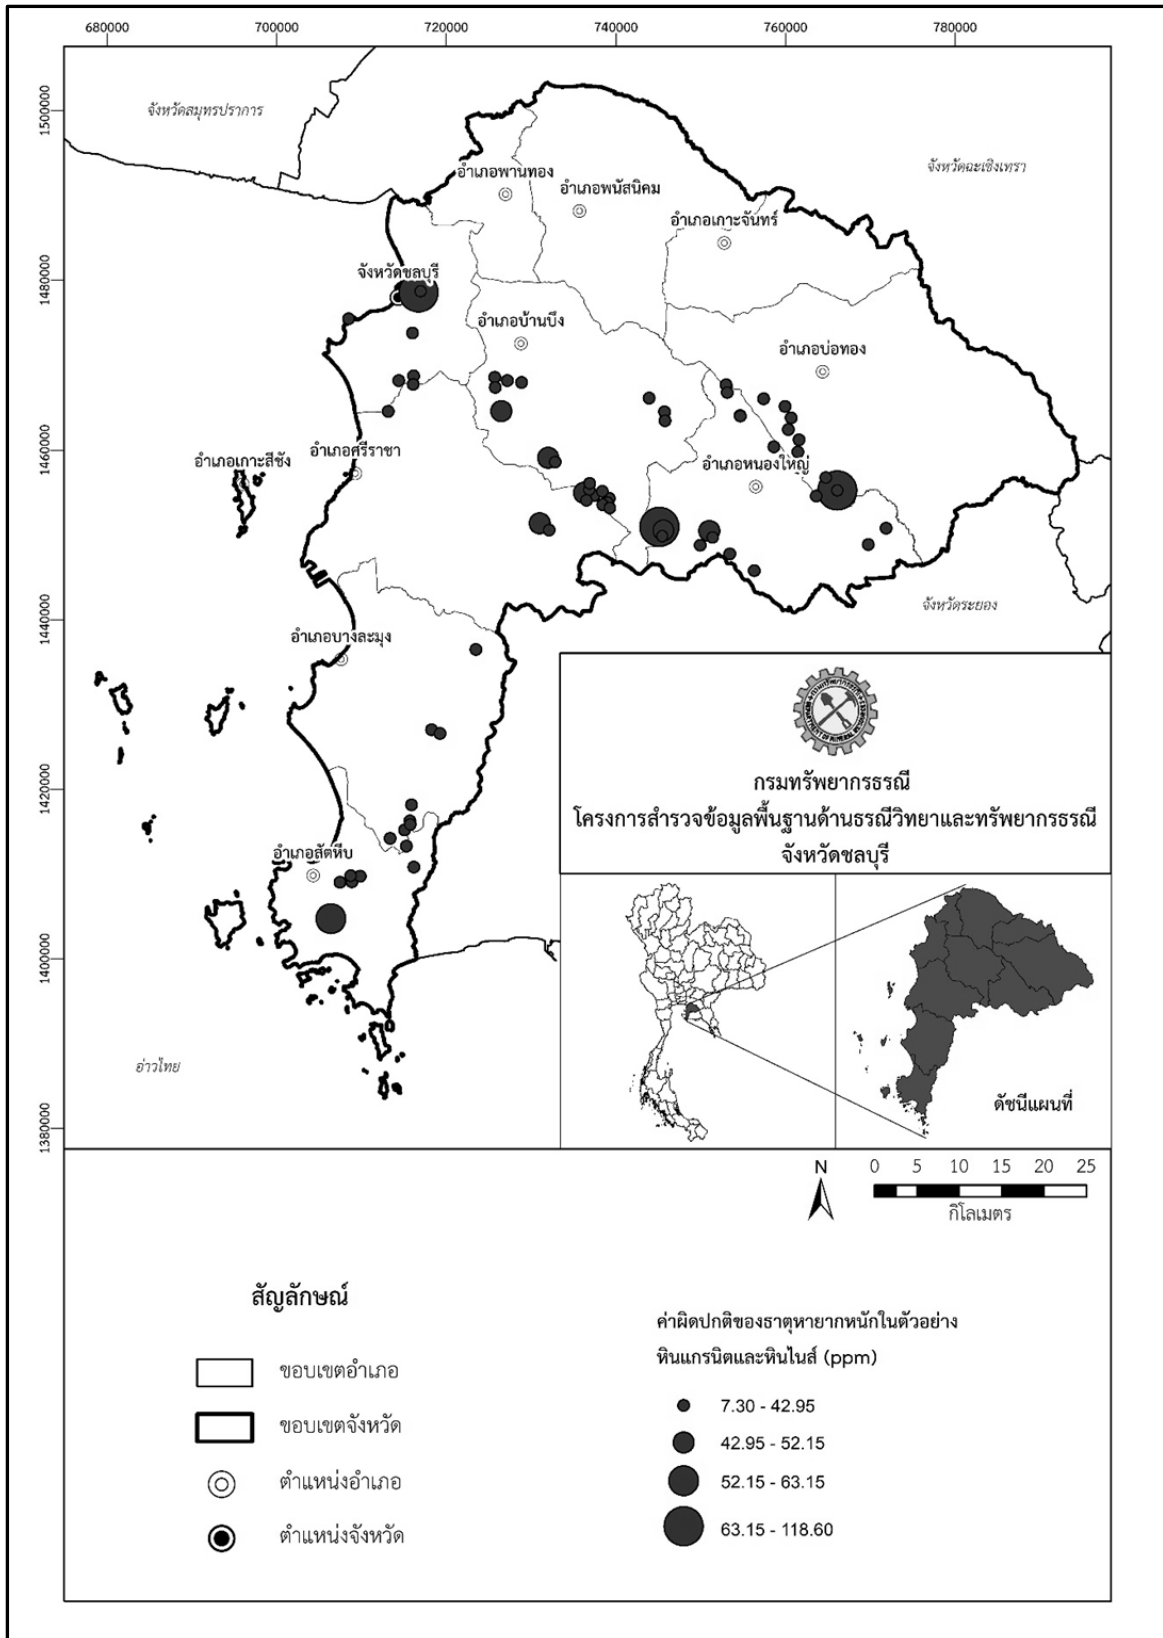 680000 700000 720000 740000 760000 780000
1500000
1480000
1460000
1440000
1420000
1400000
1380000
จังหวัดสมุทรปราการ
จังหวัดฉะเชิงเทรา
อำเภอพานทอง
อำเภอพนัสนิคม
อำเภอเกาะจันทร์
จังหวัดชลบุรี
อำเภอบ้านบึง
อำเภอบ่อทอง
อำเภอศรีราชา
อำเภอเกาะสีชัง
อำเภอหนองใหญ่
จังหวัดระยอง
อำเภอบางละมุง
อำเภอสัตหีบ
อ่าวไทย
กรมทรัพยากรธรณี
โครงการสำรวจข้อมูลพื้นฐานด้านธรณีวิทยาและทรัพยากรธรณี
จังหวัดชลบุรี
ดัชนีแผนที่
N
0 5 10 15 20 25
กิโลเมตร
สัญลักษณ์
ขอบเขตอำเภอ
ขอบเขตจังหวัด
ตำแหน่งอำเภอ
ตำแหน่งจังหวัด
ค่าผิดปกติของธาตุหายากหนักในตัวอย่าง
หินแกรนิตและหินไนส์ (ppm)
7.30 - 42.95
42.95 - 52.15
52.15 - 63.15
63.15 - 118.60